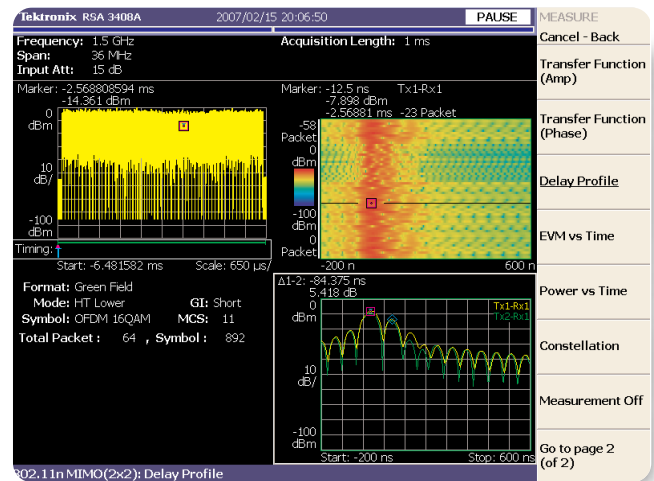 Tektronix RSA 3408A 2007/02/15 20:06:50 PAUSE
Frequency: 1.5 GHz Acquisition Length: 1 ms
Span: 36 MHz
Input Att: 15 dB
Marker: -2.568808594 ms
-14.361 dBm
0
dBm
10
dB/
-100
dBm
Timing:
Start: -6.481582 ms Scale: 650 µs/
Marker: -12.5 ns Tx1-Rx1
-7.898 dBm
-2.56881 ms -23 Packet
-58
Packet
0
dBm
-100
dBm
0
Packet
-200 n 600 n
Format: Green Field
Mode: HT Lower GI: Short
Symbol: OFDM 16QAM MCS: 11
Total Packet : 64 , Symbol : 892
Δ1-2: -84.375 ns
5.418 dB
0
dBm
Tx1-Rx1
Tx2-Rx1
10
dB/
-100
dBm
Start: -200 ns Stop: 600 ns
802.11n MIMO(2x2): Delay Profile
MEASURE
Cancel - Back
Transfer Function
(Amp)
Transfer Function
(Phase)
Delay Profile
EVM vs Time
Power vs Time
Constellation
Measurement Off
Go to page 2
(of 2)